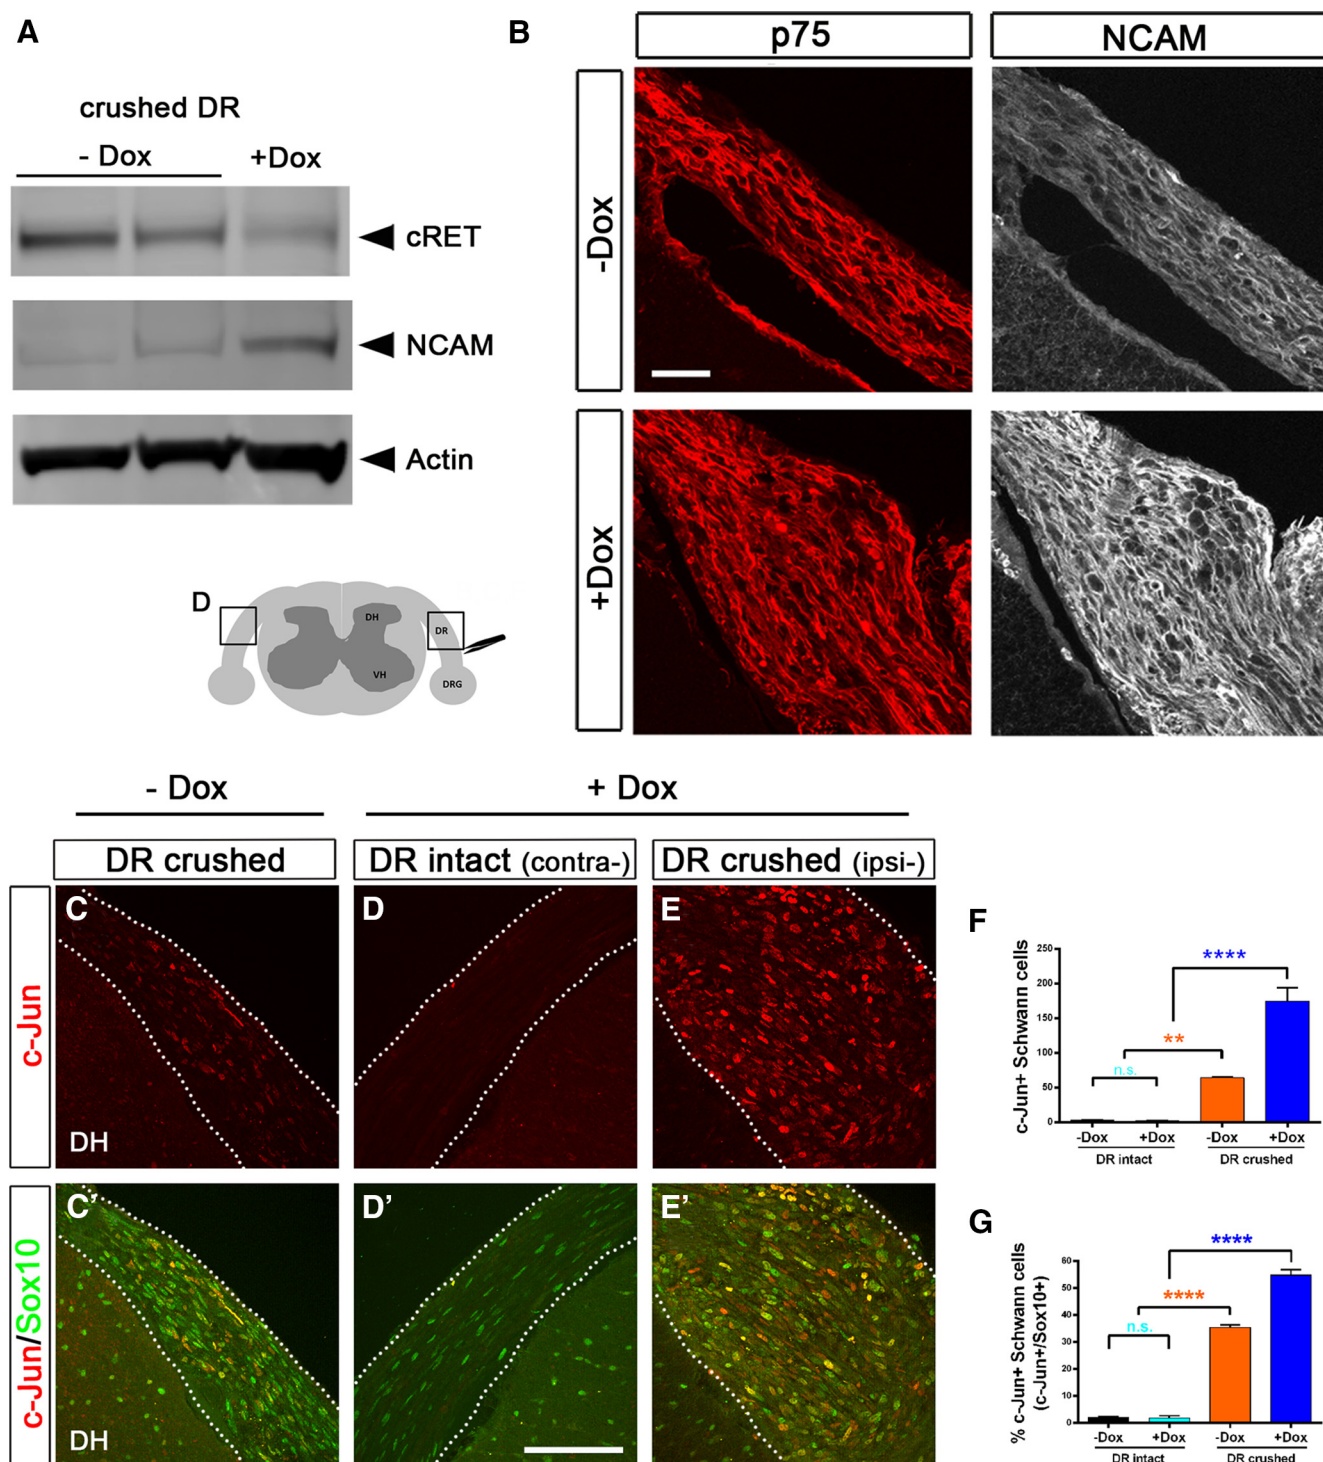 A
crushed DR
- Dox
+Dox
cRET
NCAM
Actin
B
p75
NCAM
-Dox
+Dox
D
DH
DR
VH
DRG
- Dox
+ Dox
DR crushed
DR intact (contra-)
DR crushed (ipsi-)
c-Jun
C
DH
D
E
c-Jun/Sox10
C’
DH
D’
E’
F
c-Jun+ Schwann cells
250
200
150
100
50
0
n.s.
**
****
-Dox
+Dox
-Dox
+Dox
DR intact
DR crushed
G
% c-Jun+ Schwann cells
(c-Jun+/Sox10+)
60
50
40
30
20
10
0
n.s.
****
****
-Dox
+Dox
-Dox
+Dox
DR intact
DR crushed